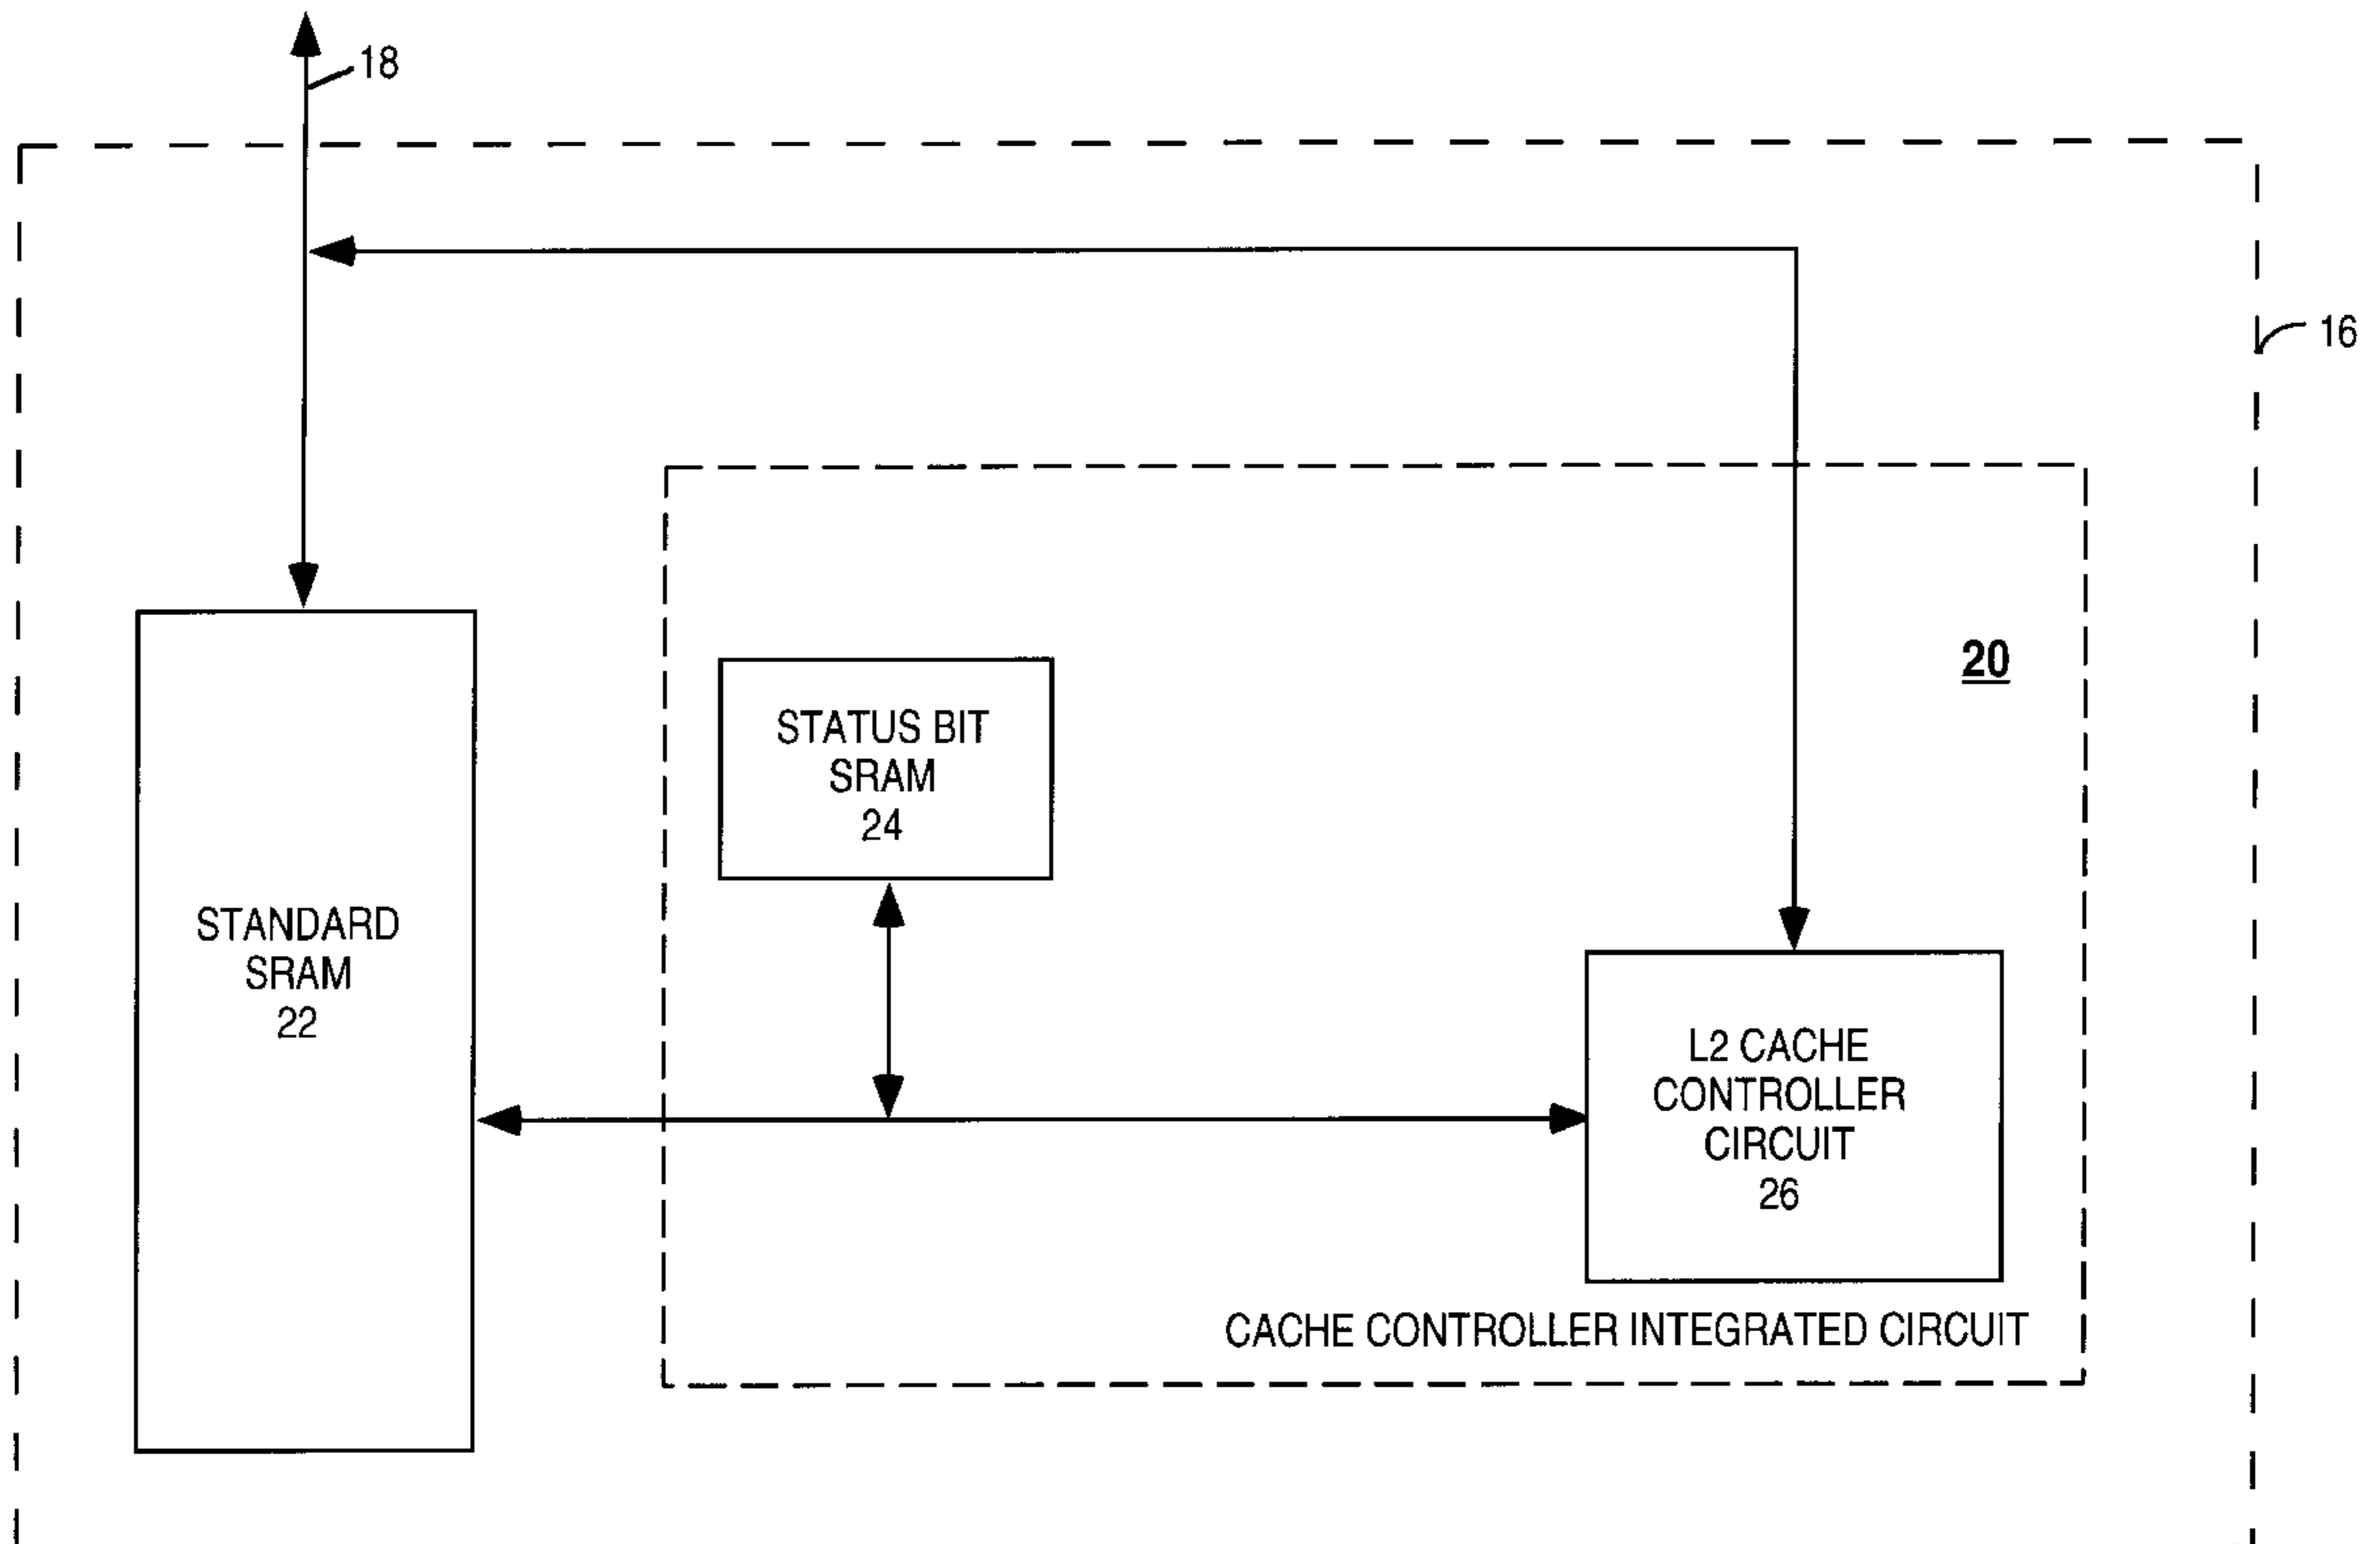 18
16
20
STATUS BIT
SRAM
24
STANDARD
SRAM
22
L2 CACHE
CONTROLLER
CIRCUIT
26
CACHE CONTROLLER INTEGRATED CIRCUIT